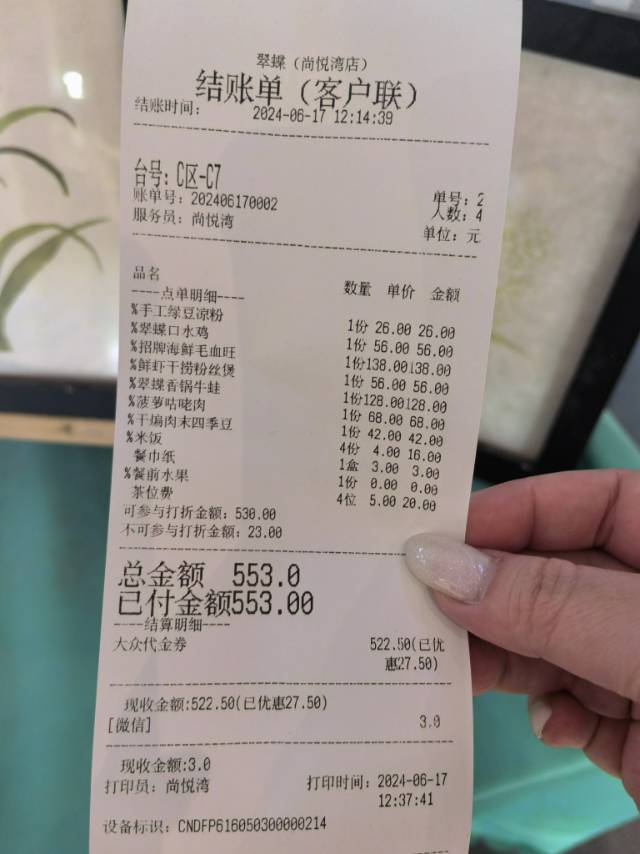 翠蝶（尚悦湾店）
结账单（客户联）
结账时间： 2024-06-17 12:14:39
台号：C区-C7
账单号：202406170002 单号：2
服务员：尚悦湾 人数：4
单位：元
品名 数量 单价 金额
----点单明细----
%手工绿豆凉粉 1份 26.00 26.00
%翠蝶口水鸡 1份 56.00 56.00
%招牌海鲜毛血旺 1份138.00138.00
%鲜虾干捞粉丝煲 1份 56.00 56.00
%翠蝶香锅牛蛙 1份128.00128.00
%菠萝咕咾肉 1份 68.00 68.00
%干煸肉末四季豆 1份 42.00 42.00
%米饭 4份 4.00 16.00
餐巾纸 1盒 3.00 3.00
%餐前水果 1份 0.00 0.00
茶位费 4位 5.00 20.00
可参与打折金额：530.00
不可参与打折金额：23.00
总金额 553.0
已付金额553.00
----结算明细----
大众代金券 522.50(已优
惠27.50)
现收金额:522.50(已优惠27.50)
[微信] 3.0
现收金额:3.0
打印员：尚悦湾 打印时间：2024-06-17
12:37:41
设备标识：CNDFP616050300000214